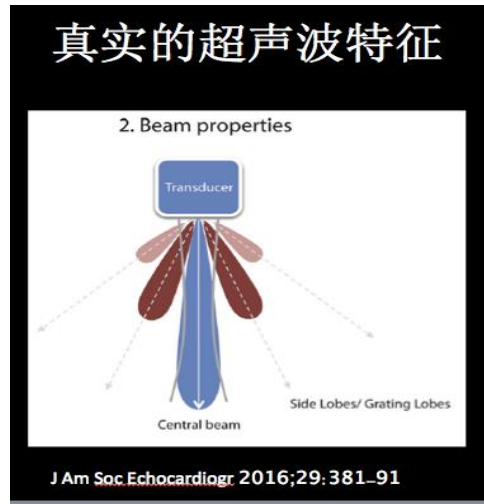 真实的超声波特征
2. Beam properties
Transducer
Side Lobes/ Grating Lobes
Central beam
J Am Soc Echocardiogr 2016;29:381–91